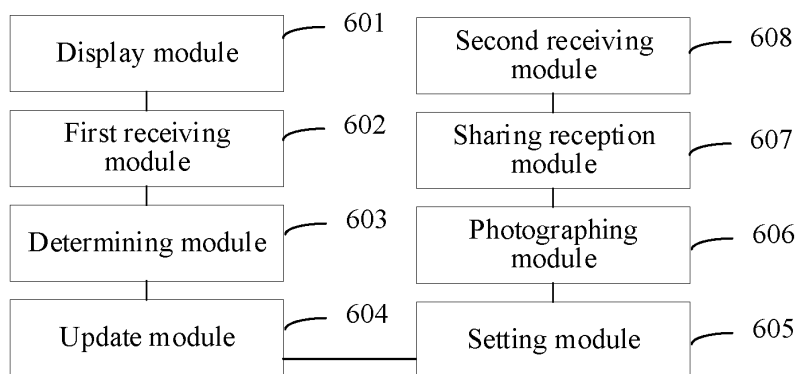 Display module
601
First receiving
module
602
Determining module
603
Update module
604
Second receiving
module
608
Sharing reception
module
607
Photographing
module
606
Setting module
605